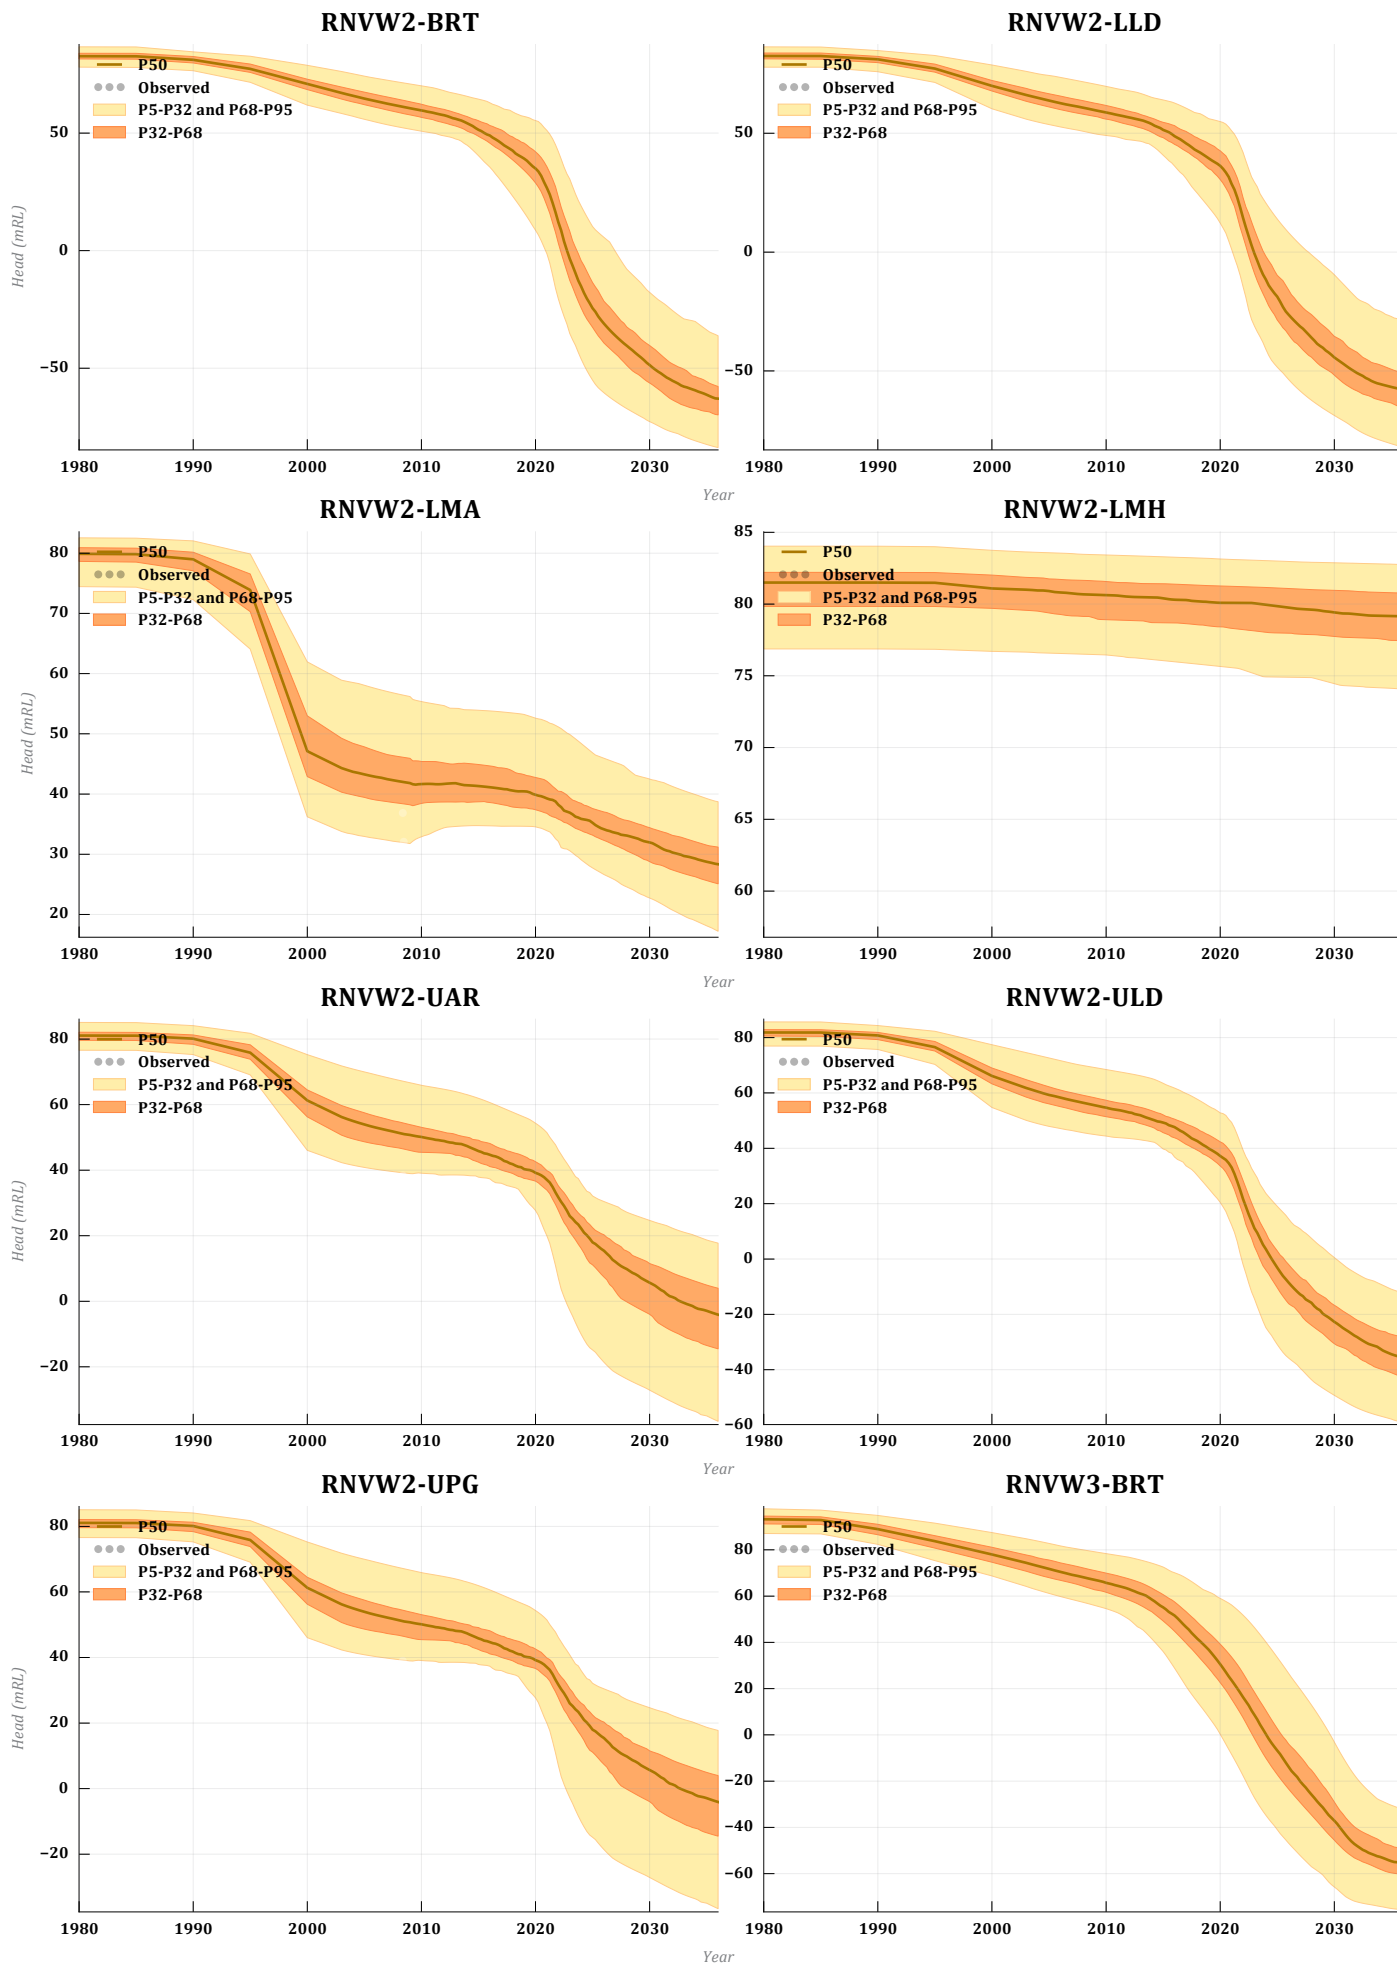 RNVW2-BRT
P50
Observed
P5-P32 and P68-P95
P32-P68
50
0
−50
Head (mRL)
1980 1990 2000 2010 2020 2030
Year
RNVW2-LLD
P50
Observed
P5-P32 and P68-P95
P32-P68
50
0
−50
1980 1990 2000 2010 2020 2030
RNVW2-LMA
P50
Observed
P5-P32 and P68-P95
P32-P68
80
70
60
50
40
30
20
Head (mRL)
1980 1990 2000 2010 2020 2030
Year
RNVW2-LMH
P50
Observed
P5-P32 and P68-P95
P32-P68
85
80
75
70
65
60
1980 1990 2000 2010 2020 2030
RNVW2-UAR
P50
Observed
P5-P32 and P68-P95
P32-P68
80
60
40
20
0
−20
Head (mRL)
1980 1990 2000 2010 2020 2030
Year
RNVW2-ULD
P50
Observed
P5-P32 and P68-P95
P32-P68
80
60
40
20
0
−20
−40
−60
1980 1990 2000 2010 2020 2030
RNVW2-UPG
P50
Observed
P5-P32 and P68-P95
P32-P68
80
60
40
20
0
−20
Head (mRL)
1980 1990 2000 2010 2020 2030
Year
RNVW3-BRT
P50
Observed
P5-P32 and P68-P95
P32-P68
80
60
40
20
0
−20
−40
−60
1980 1990 2000 2010 2020 2030